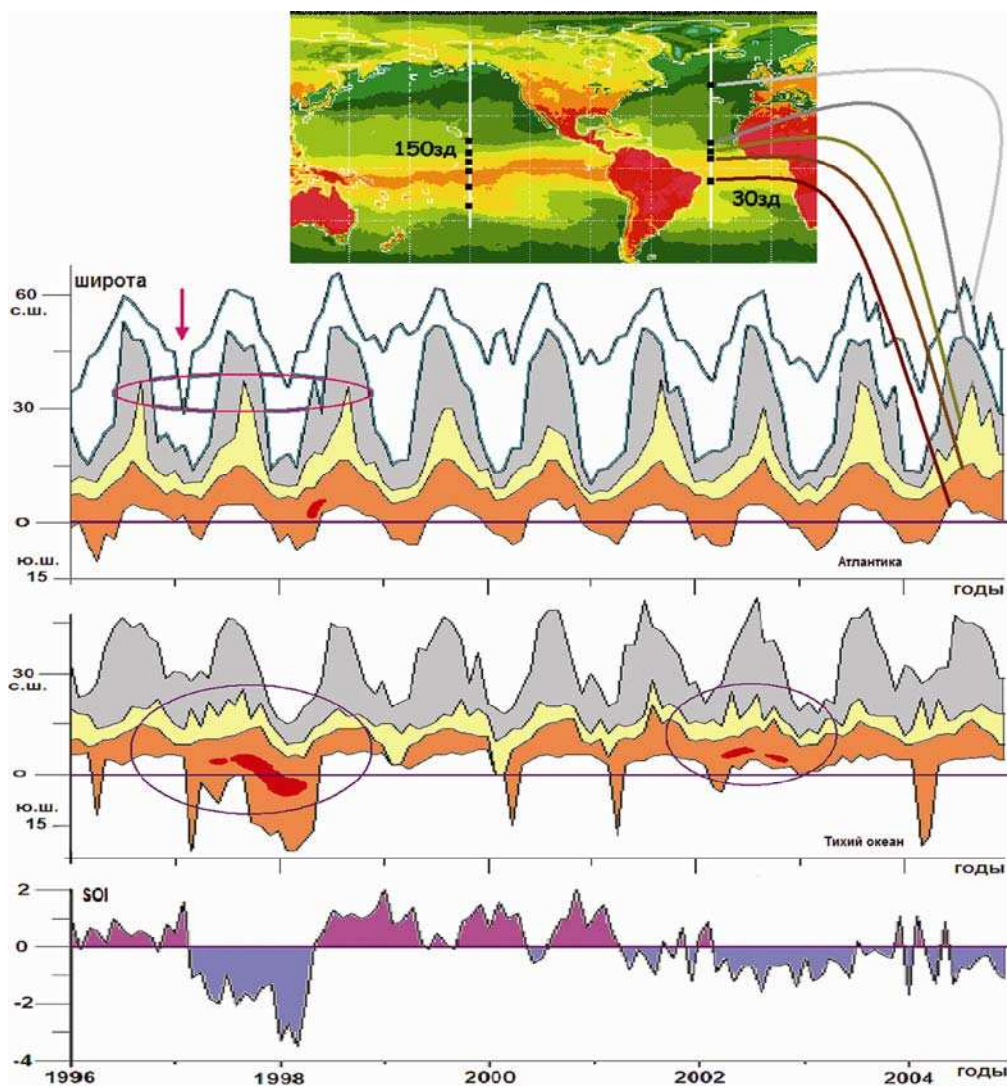 150зд
30зд
широта
60
с.ш.
30
0
ю.ш.
15
Атлантика
годы
30
с.ш.
0
ю.ш.
15
Тихий океан
годы
SOI
2
0
-2
-4
1996
1998
2000
2002
2004
годы